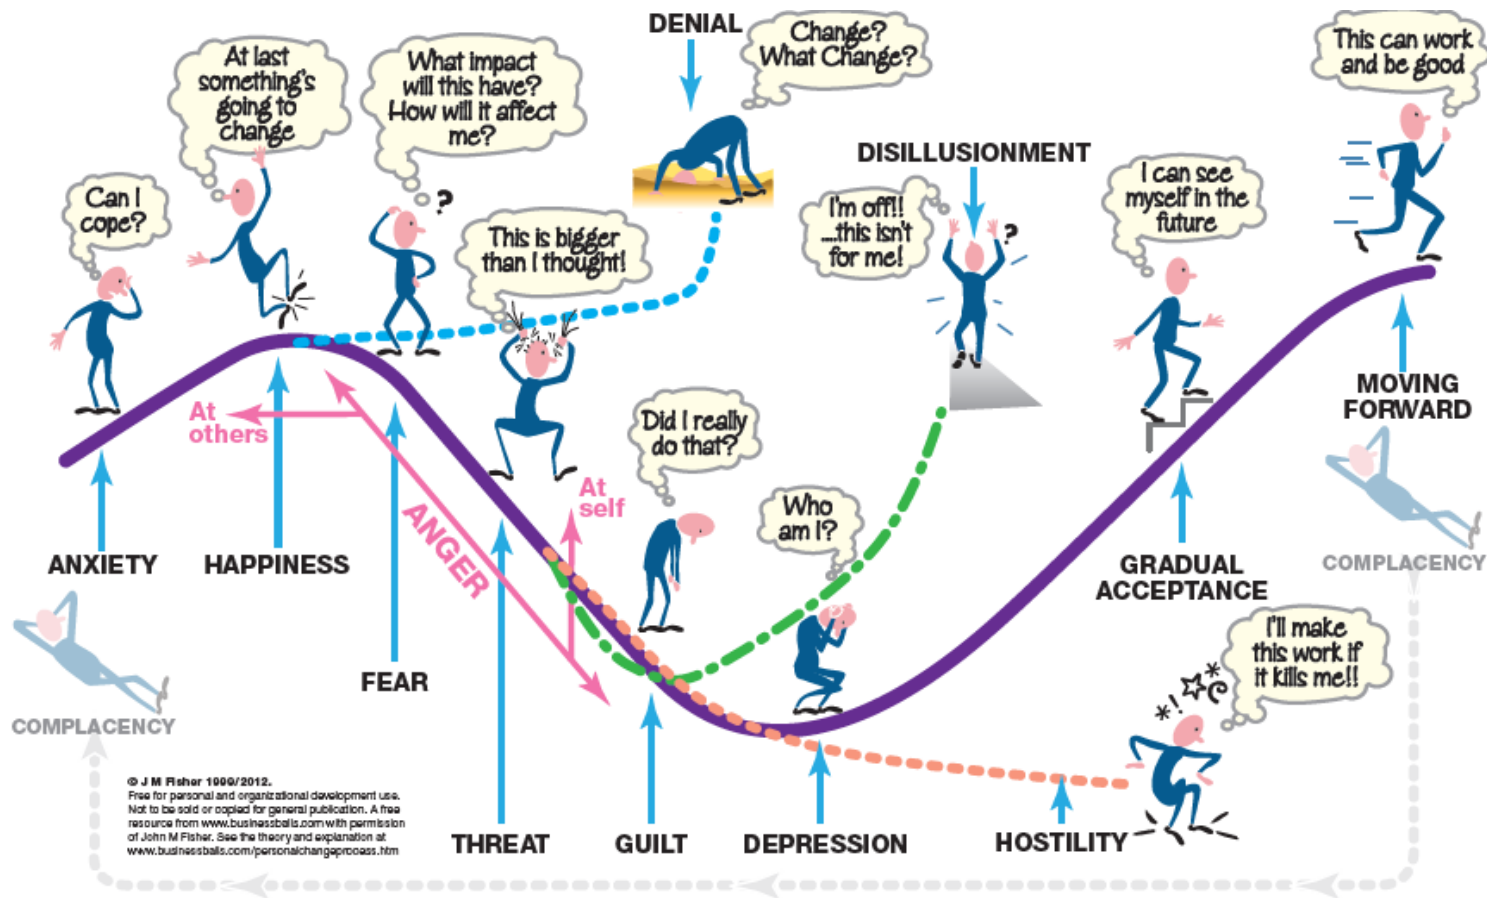 DENIAL
Change?
What Change?
This can work
and be good
At last
something's
going to
change
What impact
will this have?
How will it affect
me?
?
DISILLUSIONMENT
I can see
myself in the
future
Can I
cope?
I'm off!!
....this isn't
for me!
?
This is bigger
than I thought!
MOVING
FORWARD
At
others
Did I really
do that?
At
self
Who
am I?
ANGER
ANXIETY
HAPPINESS
GRADUAL
ACCEPTANCE
COMPLACENCY
FEAR
I'll make
this work if
it kills me!!
*!
*
COMPLACENCY
© J M Fisher 1999/2012.
Free for personal and organizational development use.
Not to be sold or copied for general publication. A free
resource from www.businessballs.com with permission
of John M Fisher. See the theory and explanation at
www.businessballs.com/personalchangeprocess.htm
THREAT
GUILT
DEPRESSION
HOSTILITY